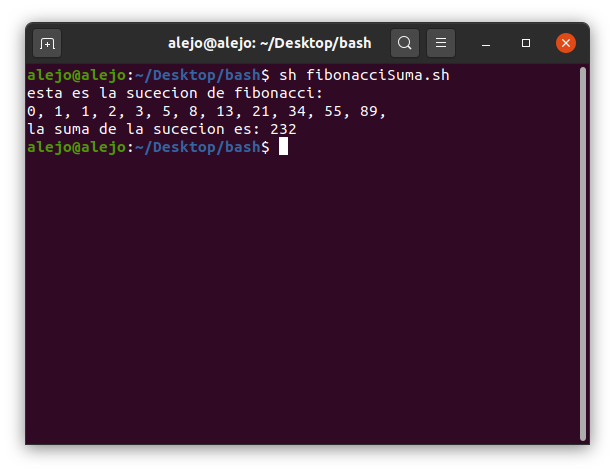 alejo@alejo: ~/Desktop/bash
alejo@alejo:~/Desktop/bash$ sh fibonacciSuma.sh
esta es la sucecion de fibonacci:
0, 1, 1, 2, 3, 5, 8, 13, 21, 34, 55, 89,
la suma de la sucecion es: 232
alejo@alejo:~/Desktop/bash$